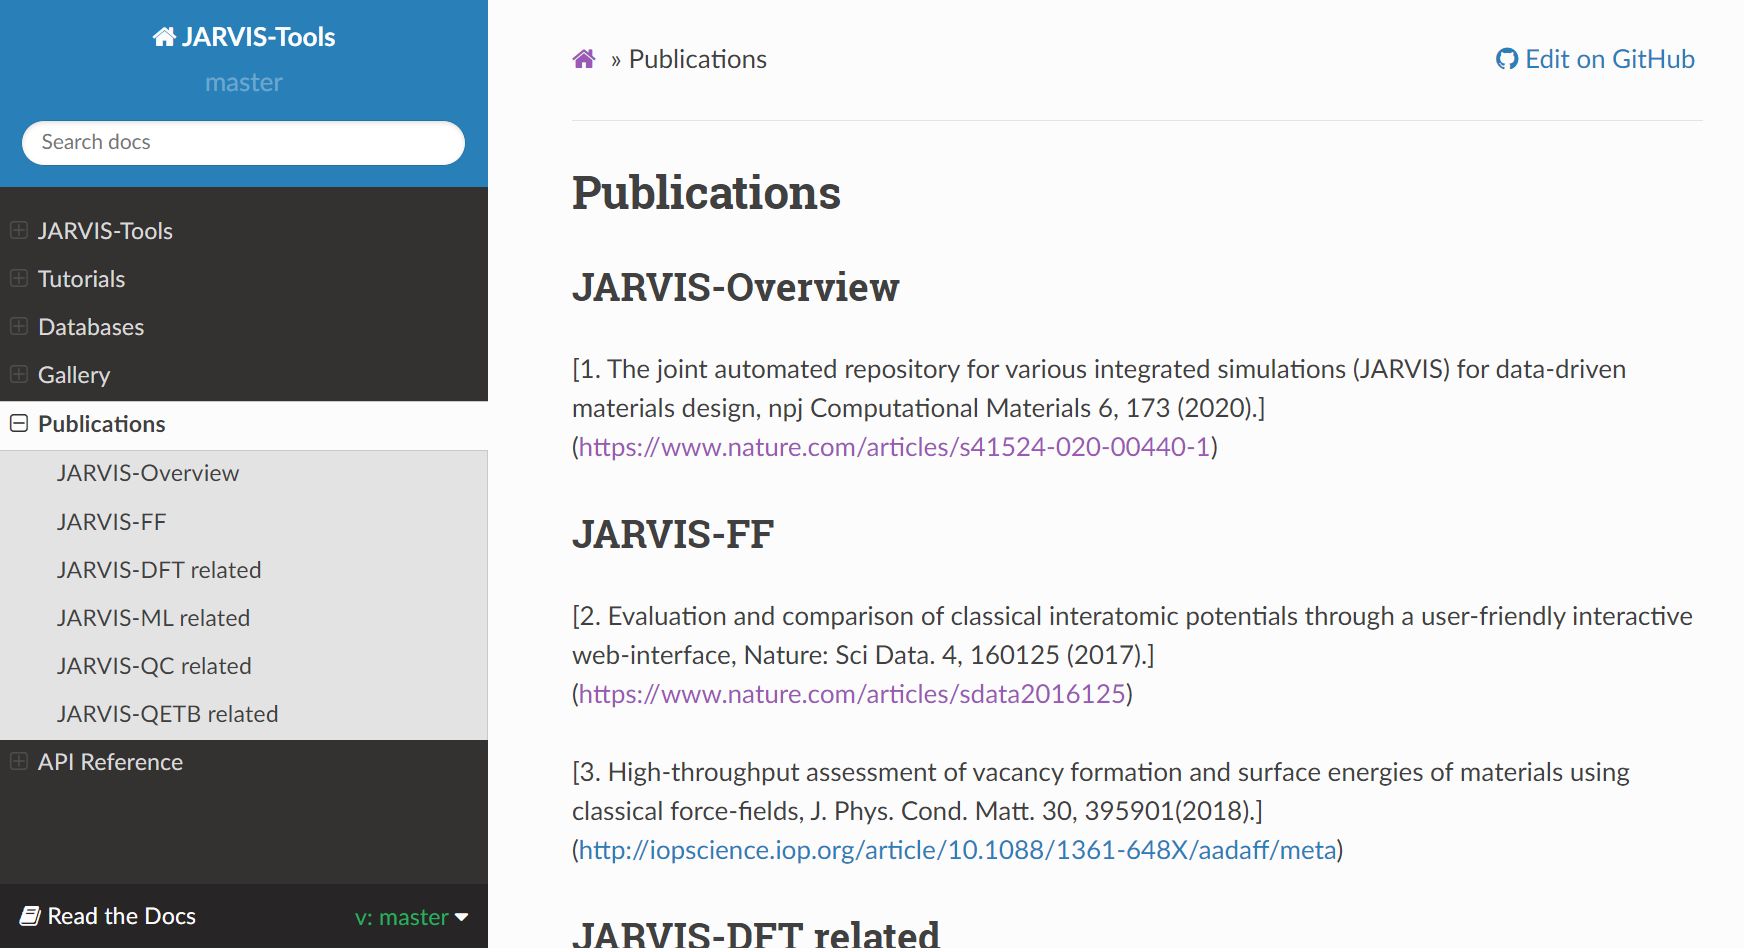 JARVIS-Tools
master
Search docs
JARVIS-Tools
Tutorials
Databases
Gallery
Publications
JARVIS-Overview
JARVIS-FF
JARVIS-DFT related
JARVIS-ML related
JARVIS-QC related
JARVIS-QETB related
API Reference
Read the Docs
v: master
» Publications
Edit on GitHub
Publications
JARVIS-Overview
[1. The joint automated repository for various integrated simulations (JARVIS) for data-driven
materials design, npj Computational Materials 6, 173 (2020).]
(https://www.nature.com/articles/s41524-020-00440-1)
JARVIS-FF
[2. Evaluation and comparison of classical interatomic potentials through a user-friendly interactive
web-interface, Nature: Sci Data. 4, 160125 (2017).]
(https://www.nature.com/articles/sdata2016125)
[3. High-throughput assessment of vacancy formation and surface energies of materials using
classical force-fields, J. Phys. Cond. Matt. 30, 395901(2018).]
(http://iopscience.iop.org/article/10.1088/1361-648X/aadaff/meta)
JARVIS-DFT related